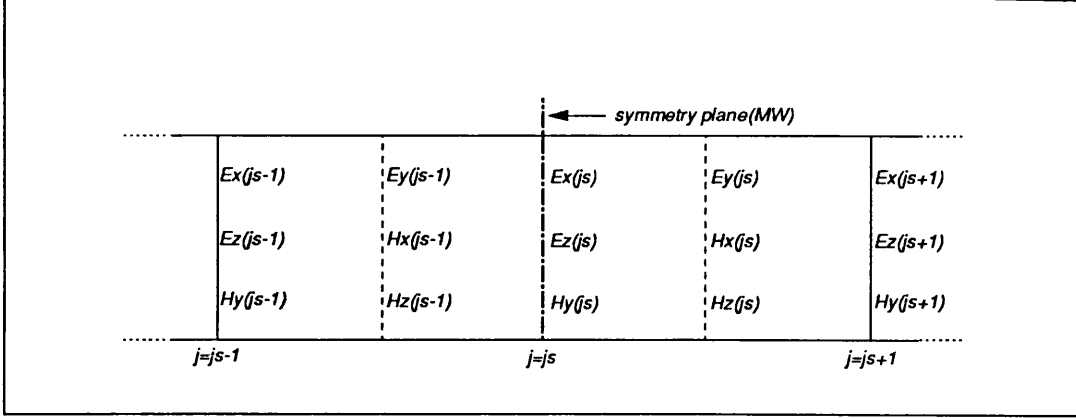 symmetry plane(MW)
Ex(js-1) Ey(js-1) Ex(js) Ey(js) Ex(js+1)
Ez(js-1) Hx(js-1) Ez(js) Hx(js) Ez(js+1)
Hy(js-1) Hz(js-1) Hy(js) Hz(js) Hy(js+1)
j=js-1 j=js j=js+1